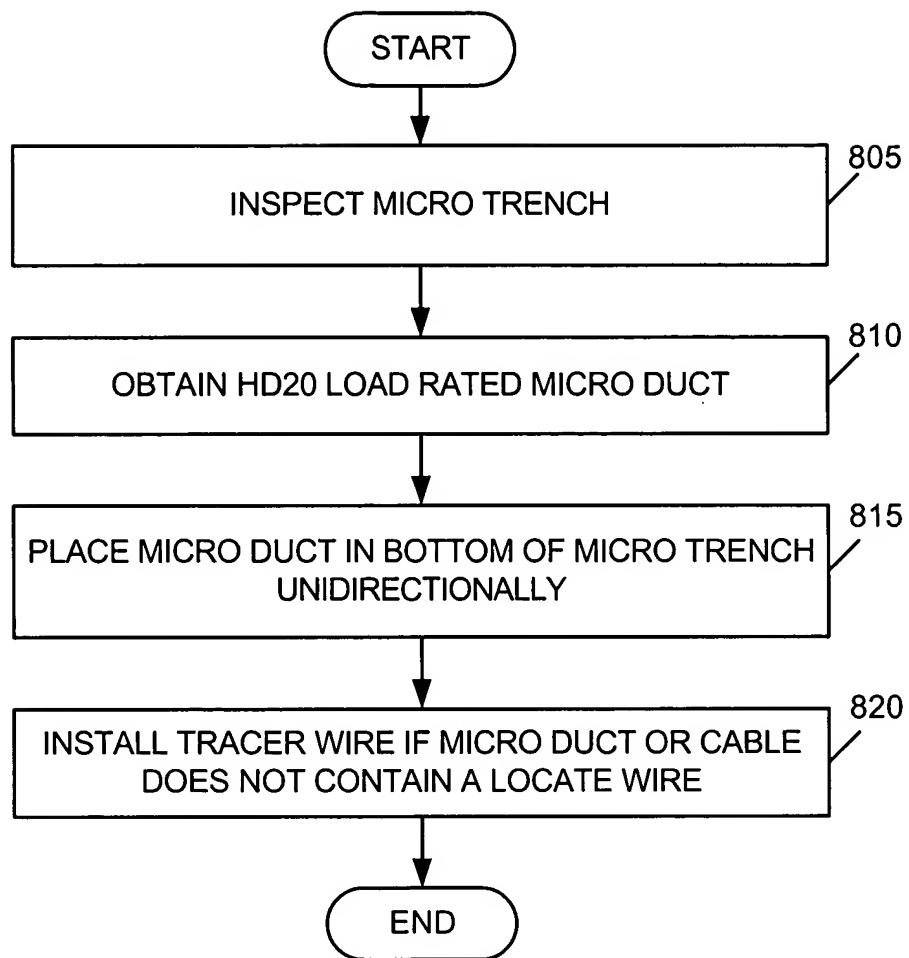 START
805
INSPECT MICRO TRENCH
810
OBTAIN HD20 LOAD RATED MICRO DUCT
815
PLACE MICRO DUCT IN BOTTOM OF MICRO TRENCH
UNIDIRECTIONALLY
820
INSTALL TRACER WIRE IF MICRO DUCT OR CABLE
DOES NOT CONTAIN A LOCATE WIRE
END